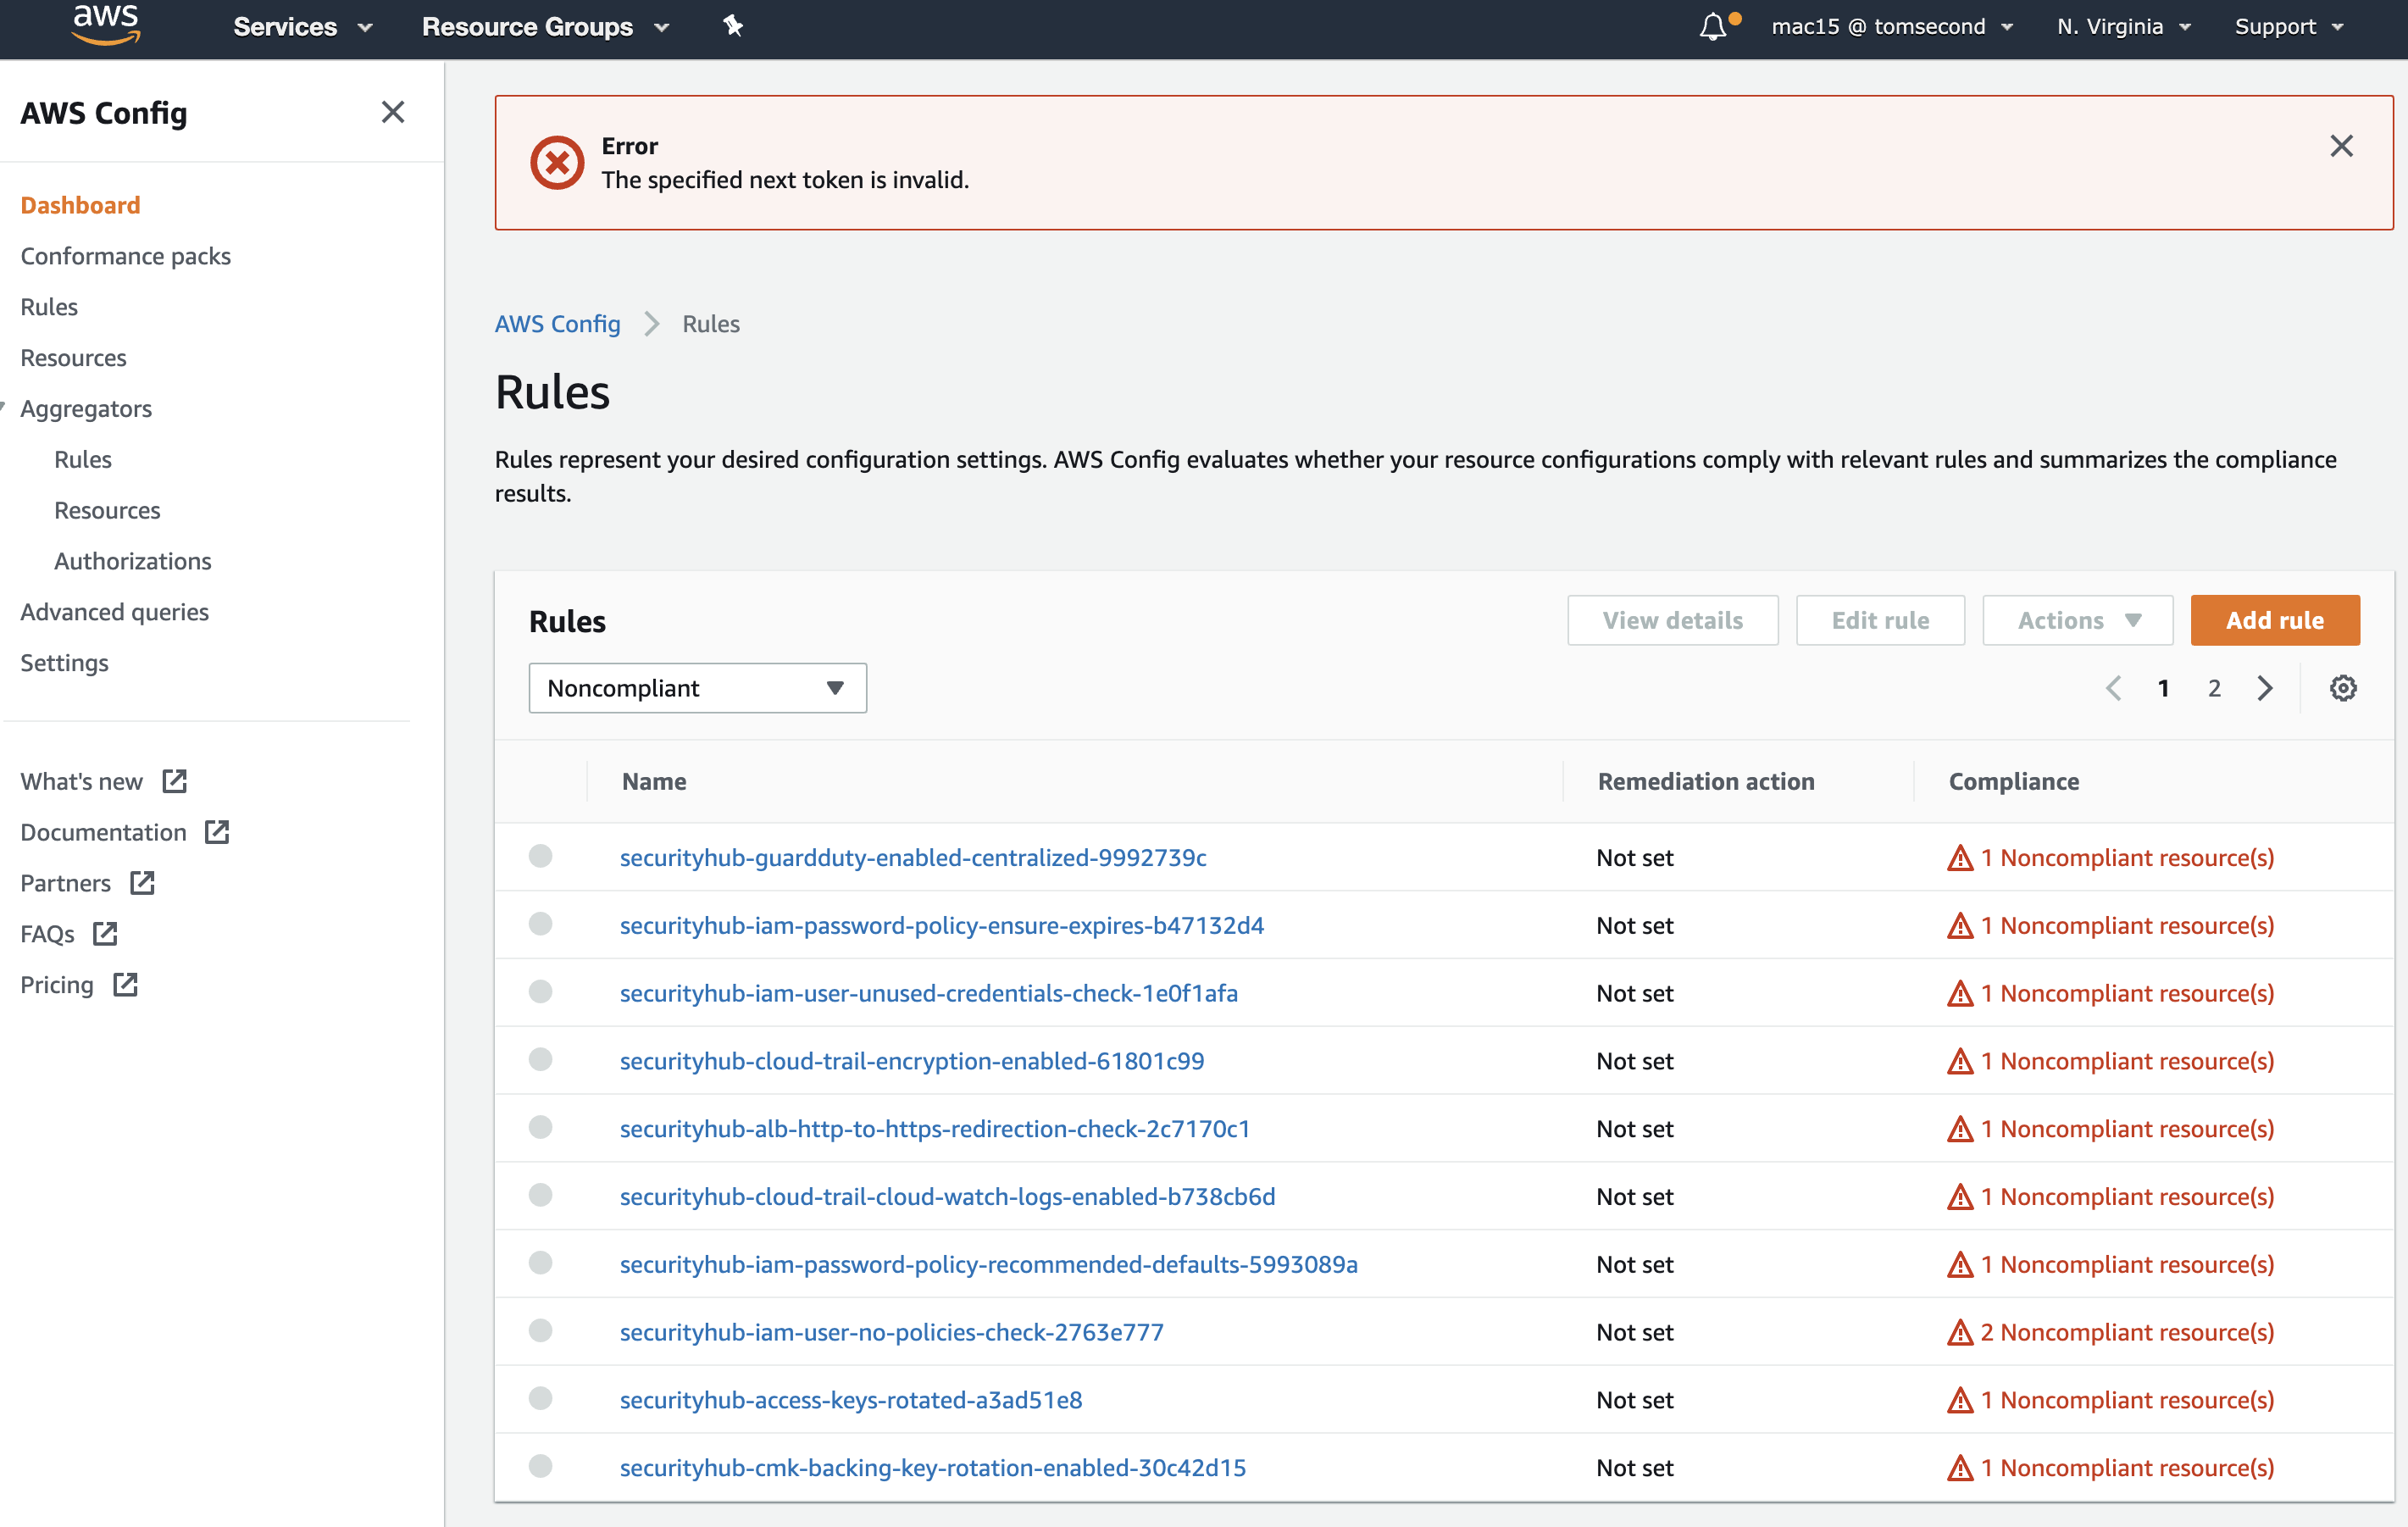 aws
Services
Resource Groups
mac15 @ tomsecond
N. Virginia
Support
AWS Config
Dashboard
Conformance packs
Rules
Resources
Aggregators
Rules
Resources
Authorizations
Advanced queries
Settings
What's new
Documentation
Partners
FAQs
Pricing
Error
The specified next token is invalid.
AWS Config > Rules
Rules
Rules represent your desired configuration settings. AWS Config evaluates whether your resource configurations comply with relevant rules and summarizes the compliance
results.
Rules
View details
Edit rule
Actions
Add rule
Noncompliant
1 2
Name Remediation action Compliance
securityhub-guardduty-enabled-centralized-9992739c Not set 1 Noncompliant resource(s)
securityhub-iam-password-policy-ensure-expires-b47132d4 Not set 1 Noncompliant resource(s)
securityhub-iam-user-unused-credentials-check-1e0f1afa Not set 1 Noncompliant resource(s)
securityhub-cloud-trail-encryption-enabled-61801c99 Not set 1 Noncompliant resource(s)
securityhub-alb-http-to-https-redirection-check-2c7170c1 Not set 1 Noncompliant resource(s)
securityhub-cloud-trail-cloud-watch-logs-enabled-b738cb6d Not set 1 Noncompliant resource(s)
securityhub-iam-password-policy-recommended-defaults-5993089a Not set 1 Noncompliant resource(s)
securityhub-iam-user-no-policies-check-2763e777 Not set 2 Noncompliant resource(s)
securityhub-access-keys-rotated-a3ad51e8 Not set 1 Noncompliant resource(s)
securityhub-cmk-backing-key-rotation-enabled-30c42d15 Not set 1 Noncompliant resource(s)